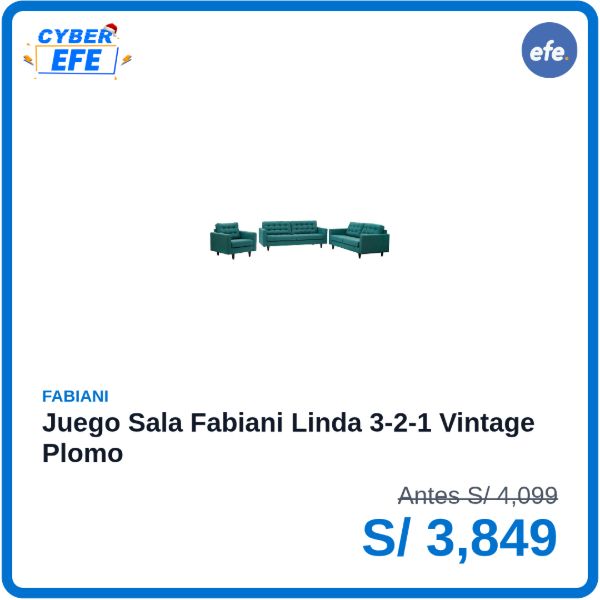 CYBER
EFE
efe.
FABIANI
Juego Sala Fabiani Linda 3-2-1 Vintage
Plomo
Antes S/ 4,099
S/ 3,849